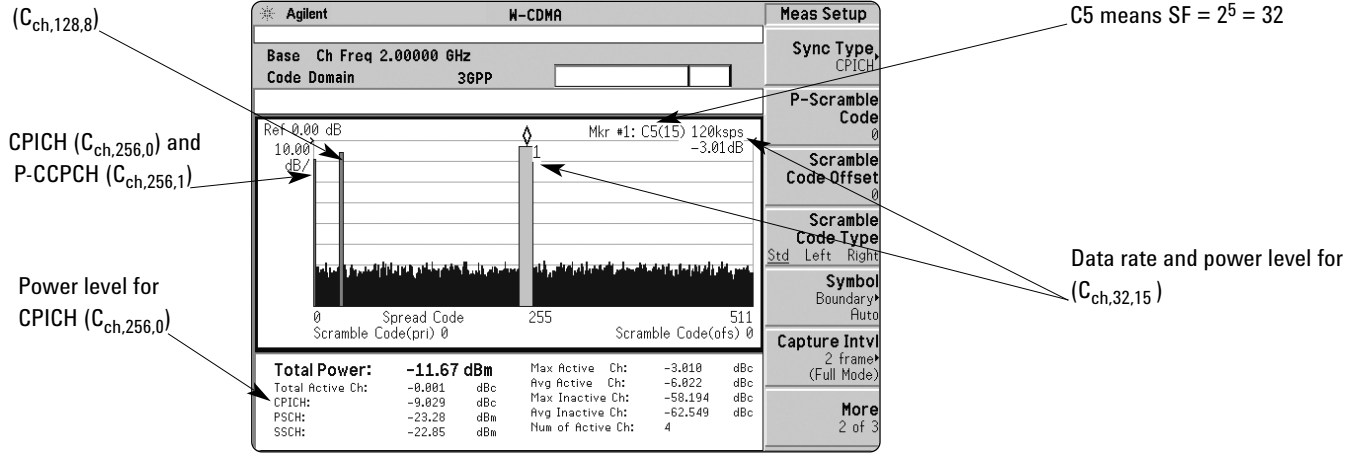 (Cch,128,8)
CPICH (Cch,256,0) and
P-CCPCH (Cch,256,1)
Power level for
CPICH (Cch,256,0)
Agilent W-CDMA
Base Ch Freq 2.00000 GHz
Code Domain 3GPP
Ref 0.00 dB
10.00
dB/
Mkr #1: C5(15) 120ksps
-3.01dB
1
0 Spread Code 255 511
Scramble Code(pri) 0 Scramble Code(ofs) 0
Total Power: -11.67 dBm
Total Active Ch: -0.001 dBc
CPICH: -9.029 dBc
PSCH: -23.28 dBm
SSCH: -22.85 dBm
Max Active Ch: -3.010 dBc
Avg Active Ch: -6.022 dBc
Max Inactive Ch: -58.194 dBc
Avg Inactive Ch: -62.549 dBc
Num of Active Ch: 4
Meas Setup
Sync Type
CPICH
P-Scramble
Code
0
Scramble
Code Offset
0
Scramble
Code Type
Std Left Right
Symbol
Boundary
Auto
Capture Intvl
2 frame
(Full Mode)
More
2 of 3
C5 means SF = 2⁵ = 32
Data rate and power level for
(Cch,32,15 )